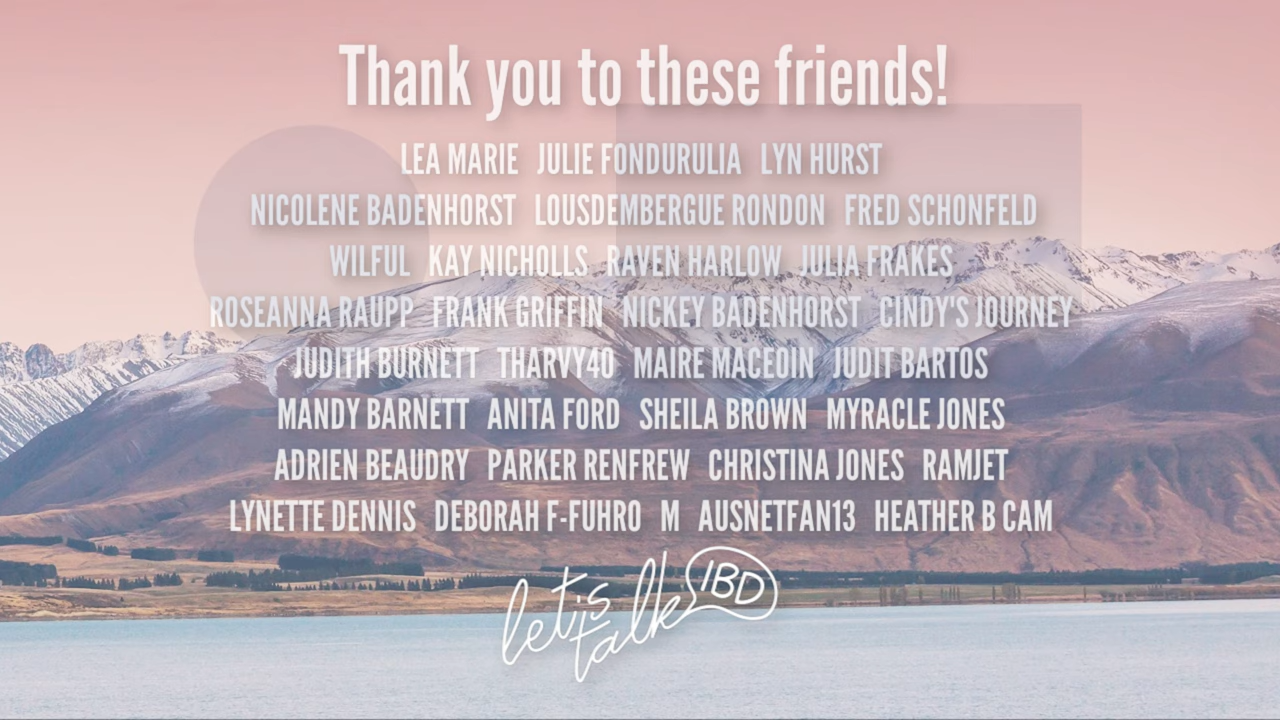 Thank you to these friends!
LEA MARIE JULIE FONDURULIA LYN HURST
NICOLENE BADENHORST LOUSDEMBERGUE RONDON FRED SCHONFELD
WILFUL KAY NICHOLLS RAVEN HARLOW JULIA FRAKES
ROSEANNA RAUPP FRANK GRIFFIN NICKEY BADENHORST CINDY'S JOURNEY
JUDITH BURNETT THARVY40 MAIRE MACEOIN JUDIT BARTOS
MANDY BARNETT ANITA FORD SHEILA BROWN MYRACLE JONES
ADRIEN BEAUDRY PARKER RENFREW CHRISTINA JONES RAMJET
LYNETTE DENNIS DEBORAH F-FUHRO M AUSNETFAN13 HEATHER B CAM
let's
talk IBD